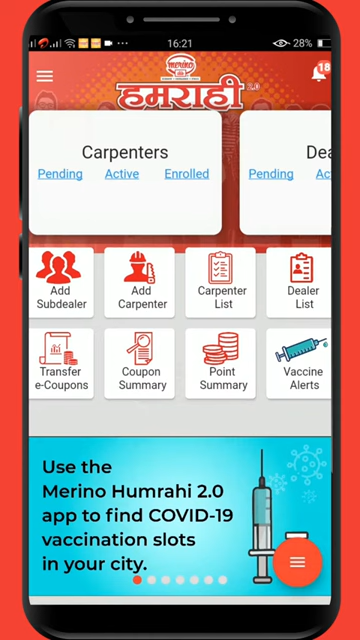 16:21
28%
merino
हमराही 2.0
18
Carpenters
Pending Active Enrolled
Pending
Add Subdealer
Add Carpenter
Carpenter List
Dealer List
Transfer e-Coupons
Coupon Summary
Point Summary
Vaccine Alerts
Use the
Merino Humrahi 2.0
app to find COVID-19
vaccination slots
in your city.